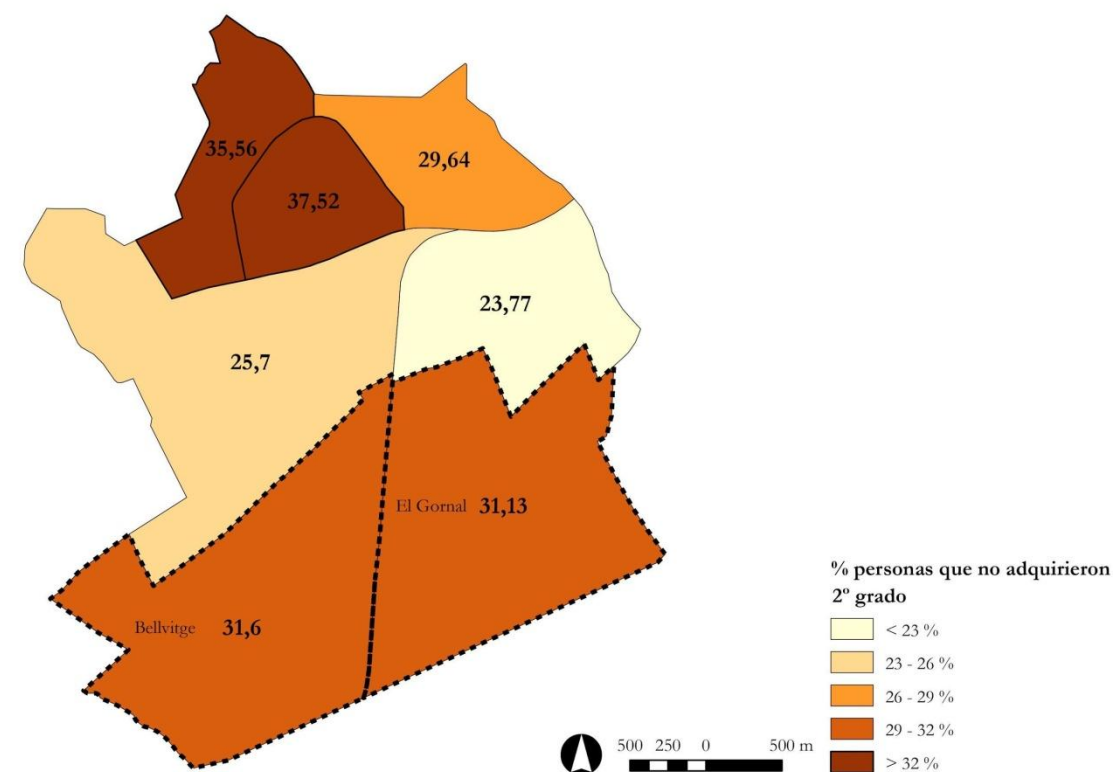 35,56
29,64
37,52
23,77
25,7
El Gornal 31,13
Bellvitge 31,6
% personas que no adquirieron
2º grado
< 23 %
23 - 26 %
26 - 29 %
29 - 32 %
> 32 %
500 250 0 500 m